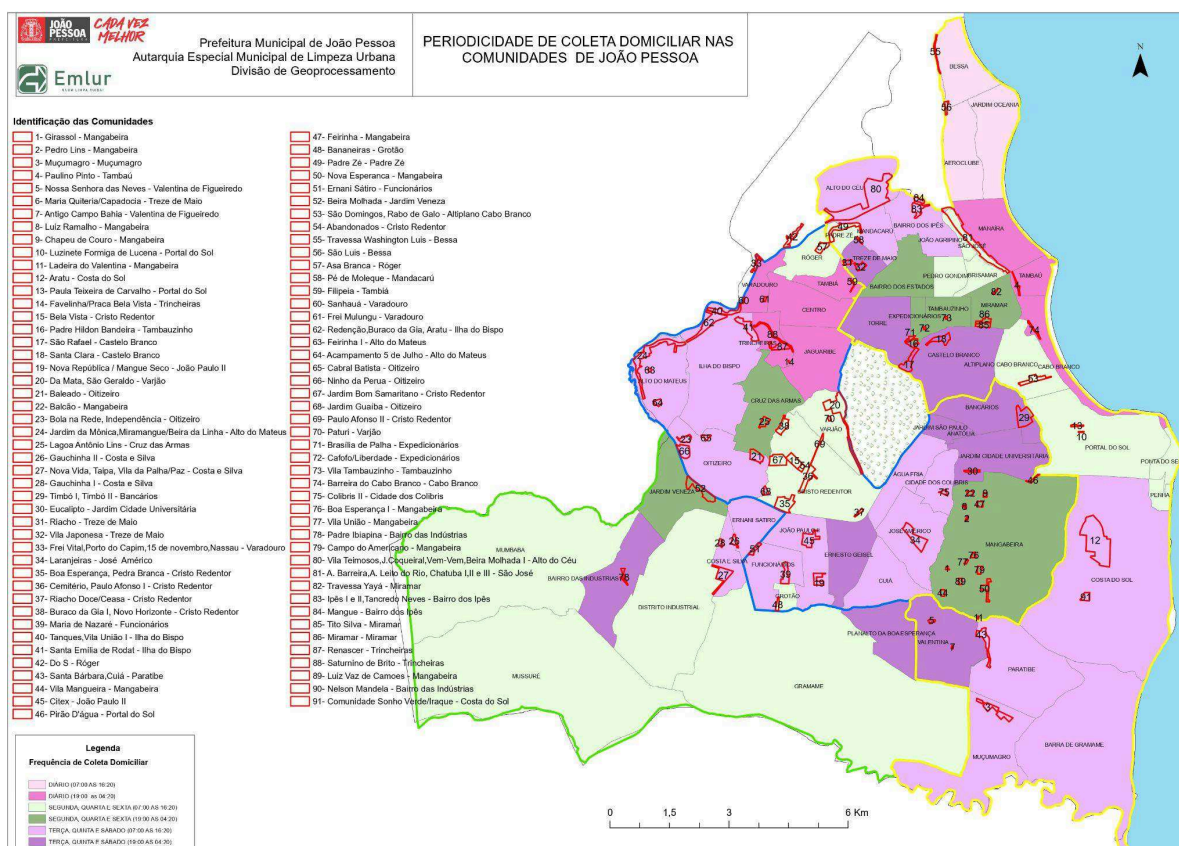 JOÃO
PESSOA
PREFEITURA
CADA VEZ
MELHOR
Emlur
Prefeitura Municipal de João Pessoa
Autarquia Especial Municipal de Limpeza Urbana
Divisão de Geoprocessamento
PERIODICIDADE DE COLETA DOMICILIAR NAS
COMUNIDADES DE JOÃO PESSOA
N
Identificação das Comunidades
1- Girassol - Mangabeira
2- Pedro Lins - Mangabeira
3- Muçumagro - Muçumagro
4- Paulino Pinto - Tambaú
5- Nossa Senhora das Neves - Valentina de Figueiredo
6- Maria Quiteria/Capadocia - Treze de Maio
7- Antigo Campo Bahia - Valentina de Figueiredo
8- Luiz Ramalho - Mangabeira
9- Chapeu de Couro - Mangabeira
10- Luzinete Formiga de Lucena - Portal do Sol
11- Ladeira do Valentina - Mangabeira
12- Aratu - Costa do Sol
13- Paula Teixeira de Carvalho - Portal do Sol
14- Favelinha/Praca Bela Vista - Trincheiras
15- Bela Vista - Cristo Redentor
16- Padre Hildon Bandeira - Tambauzinho
17- São Rafael - Castelo Branco
18- Santa Clara - Castelo Branco
19- Nova República / Mangue Seco - João Paulo II
20- Da Mata, São Geraldo - Varjão
21- Baleado - Oitizeiro
22- Balcão - Mangabeira
23- Bola na Rede, Independência - Oitizeiro
24- Jardim da Mônica,Miramangue/Beira da Linha - Alto do Mateus
25- Lagoa Antônio Lins - Cruz das Armas
26- Gauchinha II - Costa e Silva
27- Nova Vida, Taipa, Vila da Palha/Paz - Costa e Silva
28- Gauchinha I - Costa e Silva
29- Timbó I, Timbó II - Bancários
30- Eucalipto - Jardim Cidade Universitária
31- Riacho - Treze de Maio
32- Vila Japonesa - Treze de Maio
33- Frei Vital,Porto do Capim,15 de novembro,Nassau - Varadouro
34- Laranjeiras - José Américo
35- Boa Esperança, Pedra Branca - Cristo Redentor
36- Cemitério, Paulo Afonso I - Cristo Redentor
37- Riacho Doce/Ceasa - Cristo Redentor
38- Buraco da Gia I, Novo Horizonte - Cristo Redentor
39- Maria de Nazaré - Funcionários
40- Tanques,Vila União I - Ilha do Bispo
41- Santa Emilia de Rodat - Ilha do Bispo
42- Do S - Róger
43- Santa Bárbara,Cuiá - Paratibe
44- Vila Mangueira - Mangabeira
45- Citex - João Paulo II
46- Pirão D'água - Portal do Sol
47- Feirinha - Mangabeira
48- Bananeiras - Grotão
49- Padre Zé - Padre Zé
50- Nova Esperanca - Mangabeira
51- Ernani Sátiro - Funcionários
52- Beira Molhada - Jardim Veneza
53- São Domingos, Rabo de Galo - Altiplano Cabo Branco
54- Abandonados - Cristo Redentor
55- Travessa Washington Luis - Bessa
56- São Luis - Bessa
57- Asa Branca - Róger
58- Pé de Moleque - Mandacarú
59- Filipeia - Tambiá
60- Sanhauá - Varadouro
61- Frei Mulungu - Varadouro
62- Redenção,Buraco da Gia, Aratu - Ilha do Bispo
63- Feirinha I - Alto do Mateus
64- Acampamento 5 de Julho - Alto do Mateus
65- Cabral Batista - Oitizeiro
66- Ninho da Perua - Oitizeiro
67- Jardim Bom Samaritano - Cristo Redentor
68- Jardim Guaiba - Oitizeiro
69- Paulo Afonso II - Cristo Redentor
70- Paturi - Varjão
71- Brasília de Palha - Expedicionários
72- Cafofo/Liberdade - Expedicionários
73- Vila Tambauzinho - Tambauzinho
74- Barreira do Cabo Branco - Cabo Branco
75- Colibris II - Cidade dos Colibris
76- Boa Esperança I - Mangabeira
77- Vila União - Mangabeira
78- Padre Ibiapina - Bairro das Indústrias
79- Campo do Americano - Mangabeira
80- Vila Teimosos,J.Coqueiral,Vem-Vem,Beira Molhada I - Alto do Céu
81- A. Barreira,A. Leito do Rio, Chatuba I,II e III - São José
82- Travessa Yayá - Miramar
83- Ipês I e II,Tancredo Neves - Bairro dos Ipês
84- Mangue - Bairro dos Ipês
85- Tito Silva - Miramar
86- Miramar - Miramar
87- Renascer - Trincheiras
88- Saturnino de Brito - Trincheiras
89- Luiz Vaz de Camoes - Mangabeira
90- Nelson Mandela - Bairro das Indústrias
91- Comunidade Sonho Verde/Iraque - Costa do Sol
BESSA
JARDIM OCEANIA
AEROCLUBE
ALTO DO CÉU
MANDACARÚ
BAIRRO DOS IPÊS
JOÃO AGRIPINO
SÃO JOSÉ
MANAÍRA
PADRE ZÉ
RÓGER
TREZE DE MAIO
PEDRO GONDIM
BRISAMAR
TAMBAÚ
VARADOURO
TAMBIÁ
BAIRRO DOS ESTADOS
MIRAMAR
CENTRO
TAMBAUZINHO
EXPEDICIONÁRIOS
TORRE
TRINCHEIRAS
JAGUARIBE
CASTELO BRANCO
ALTIPLANO CABO BRANCO
CABO BRANCO
ILHA DO BISPO
ALTO DO MATEUS
CRUZ DAS ARMAS
BANCÁRIOS
VARJÃO
JARDIM SÃO PAULO
ANATÓLIA
PORTAL DO SOL
PONTA DO SE
JARDIM CIDADE UNIVERSITÁRIA
OITIZEIRO
AGUA FRIA
CIDADE DOS COLIBRIS
CRISTO REDENTOR
PENHA
JARDIM VENEZA
ERNANI SATIRO
JOÃO PAULO II
JOSÉ AMÉRICO
MANGABEIRA
MUMBABA
COSTA E SILVA
FUNCIONÁRIOS
ERNESTO GEISEL
COSTA DO SOL
BAIRRO DAS INDUSTRIAS
CUIÁ
GROTÃO
DISTRITO INDUSTRIAL
PLANALTO DA BOA ESPERANÇA
VALENTINA
PARATIBE
MUSSURÉ
GRAMAME
MUÇUMAGRO
BARRA DE GRAMAME
Legenda
Frequência de Coleta Domiciliar
DIÁRIO (07:00 AS 16:20)
DIÁRIO (19:00 as 04:20)
SEGUNDA, QUARTA E SEXTA (07:00 AS 16:20)
SEGUNDA, QUARTA E SEXTA (19:00 AS 04:20)
TERÇA, QUINTA E SÁBADO (07:00 AS 16:20)
TERÇA, QUINTA E SÁBADO (19:00 AS 04:20)
0 1,5 3 6 Km